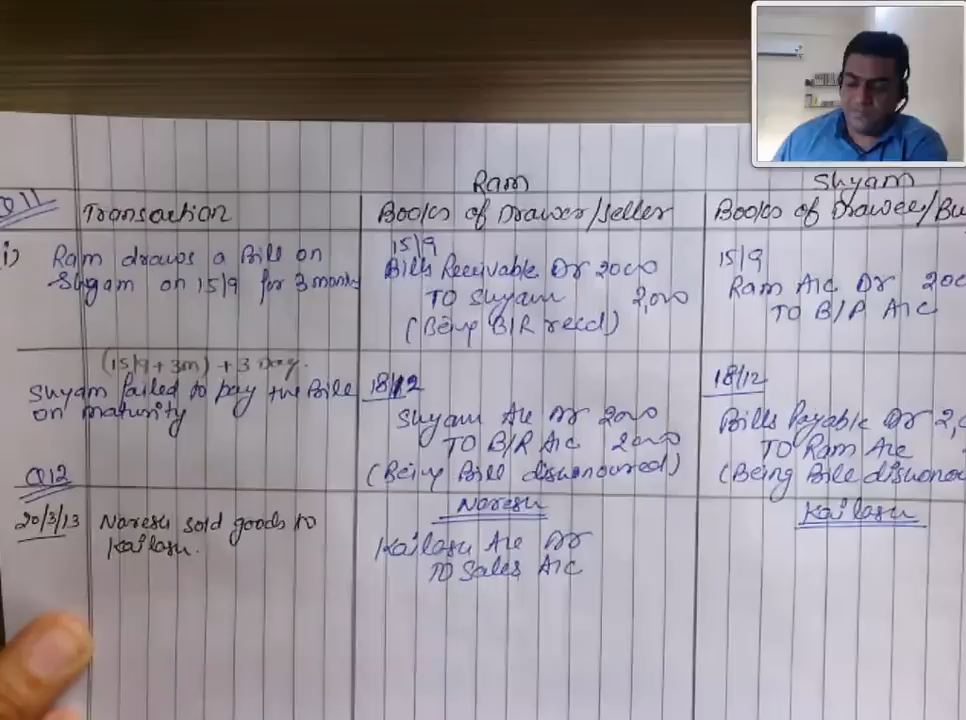 Ram
Shyam
Q11
Transaction
Books of Drawer/seller
Books of Drawee/Bu
i)
Ram draws a Bill on
Shyam on 15/9 for 3 months
15/9
Bills Receivable Dr 2000
To Shyam 2,000
(Being B/R recd)
15/9
Ram A/c Dr 200
To B/P A/c
(15/9 + 3m) + 3 Day.
Shyam failed to pay the Bill
on maturity
18/12
Shyam A/c Dr 2000
To B/R A/c 2000
(Being Bill dishonoured)
18/12
Bills Payable Dr 2,0
To Ram A/c
(Being Bill dishonou
Q12
Naresh
Kailash
20/3/13
Naresh sold goods to
Kailash.
Kailash A/c Dr
To Sales A/c